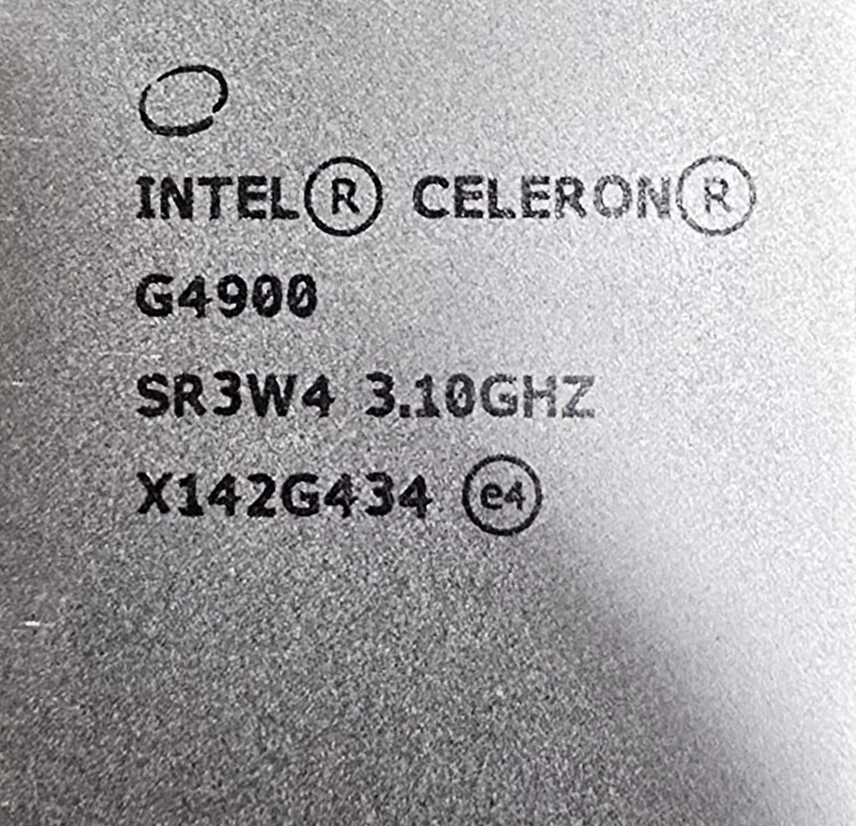 INTEL® CELERON®
G4900
SR3W4 3.10GHZ
X142G434 e4